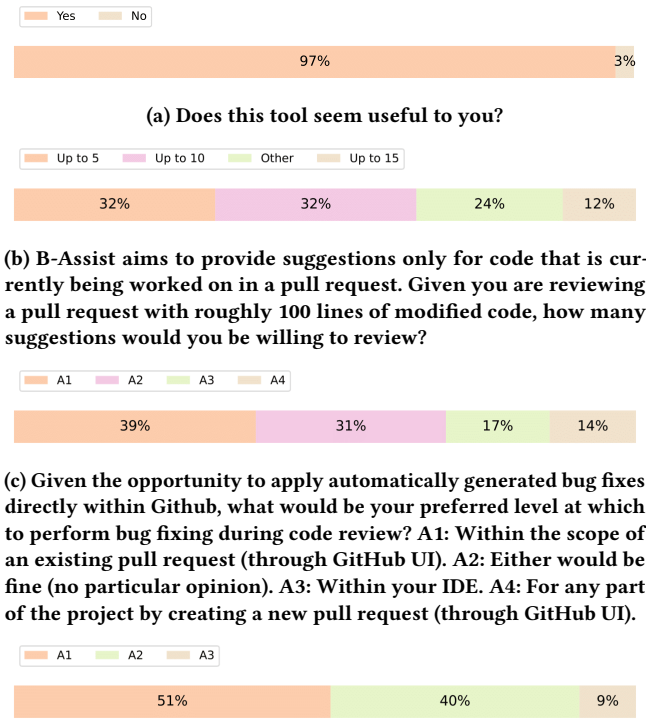 Yes No
97% 3%
(a) Does this tool seem useful to you?
Up to 5 Up to 10 Other Up to 15
32% 32% 24% 12%
(b) B-Assist aims to provide suggestions only for code that is cur-
rently being worked on in a pull request. Given you are reviewing
a pull request with roughly 100 lines of modified code, how many
suggestions would you be willing to review?
A1 A2 A3 A4
39% 31% 17% 14%
(c) Given the opportunity to apply automatically generated bug fixes
directly within Github, what would be your preferred level at which
to perform bug fixing during code review? A1: Within the scope of
an existing pull request (through GitHub UI). A2: Either would be
fine (no particular opinion). A3: Within your IDE. A4: For any part
of the project by creating a new pull request (through GitHub UI).
A1 A2 A3
51% 40% 9%